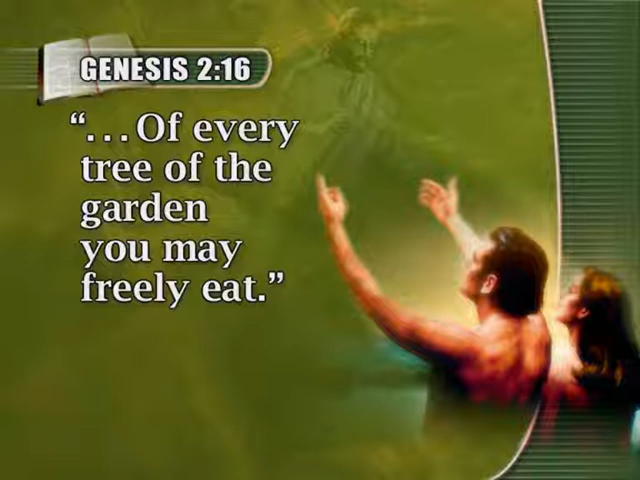 GENESIS 2:16
“...Of every
tree of the
garden
you may
freely eat.”